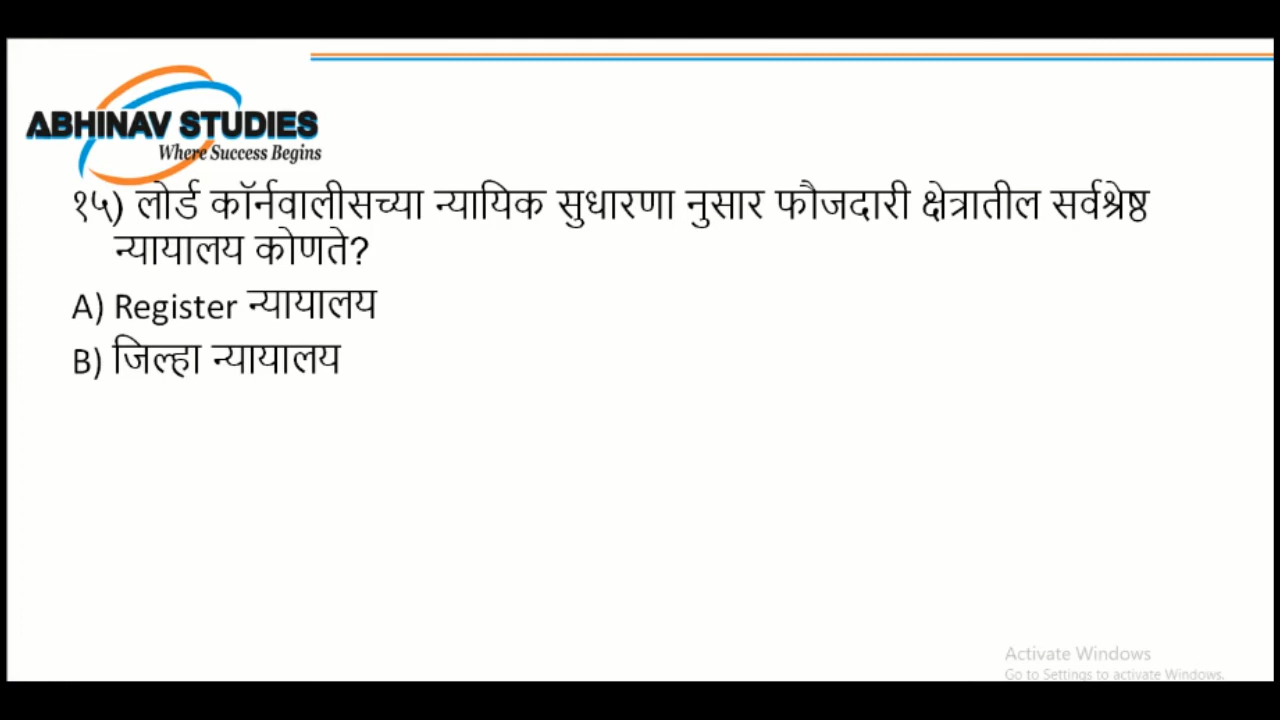 ABHINAV STUDIES
Where Success Begins
१५) लोर्ड कॉर्नवालीसच्या न्यायिक सुधारणा नुसार फौजदारी क्षेत्रातील सर्वश्रेष्ठ
न्यायालय कोणते?
A) Register न्यायालय
B) जिल्हा न्यायालय
Activate Windows
Go to Settings to activate Windows.